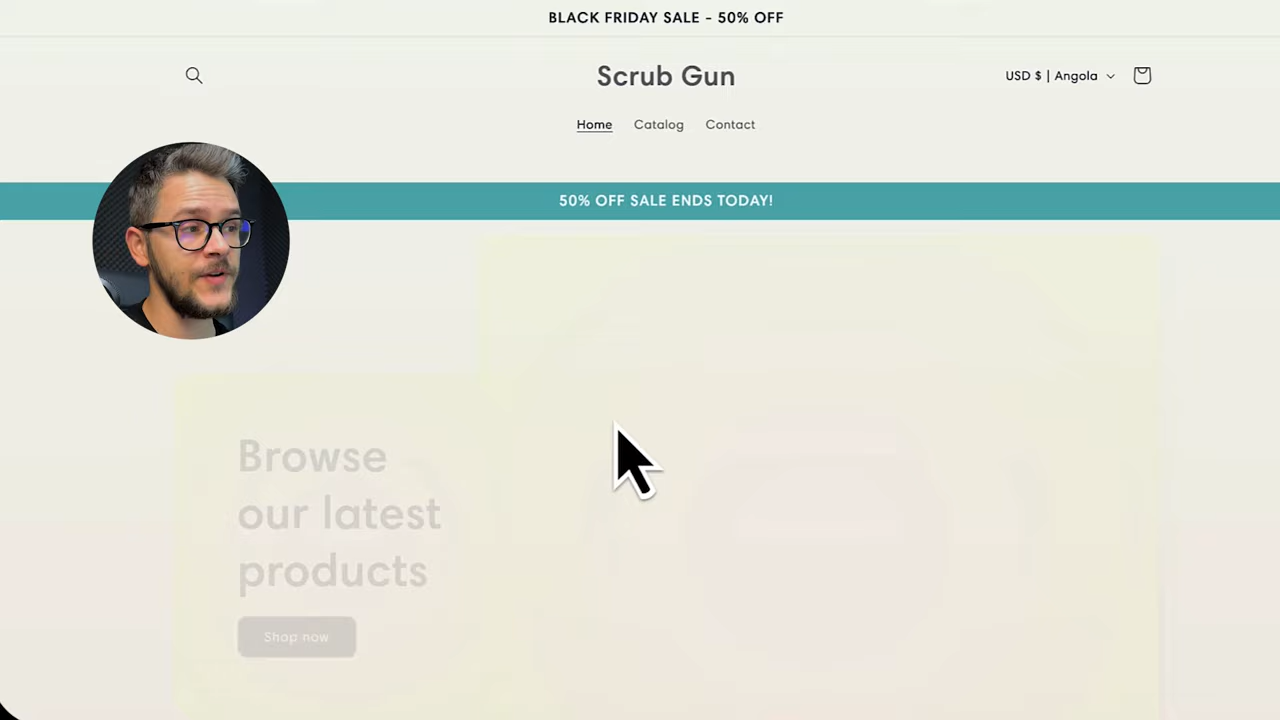 BLACK FRIDAY SALE - 50% OFF
Scrub Gun
USD $ | Angola
Home Catalog Contact
50% OFF SALE ENDS TODAY!
Browse
our latest
products
Shop now